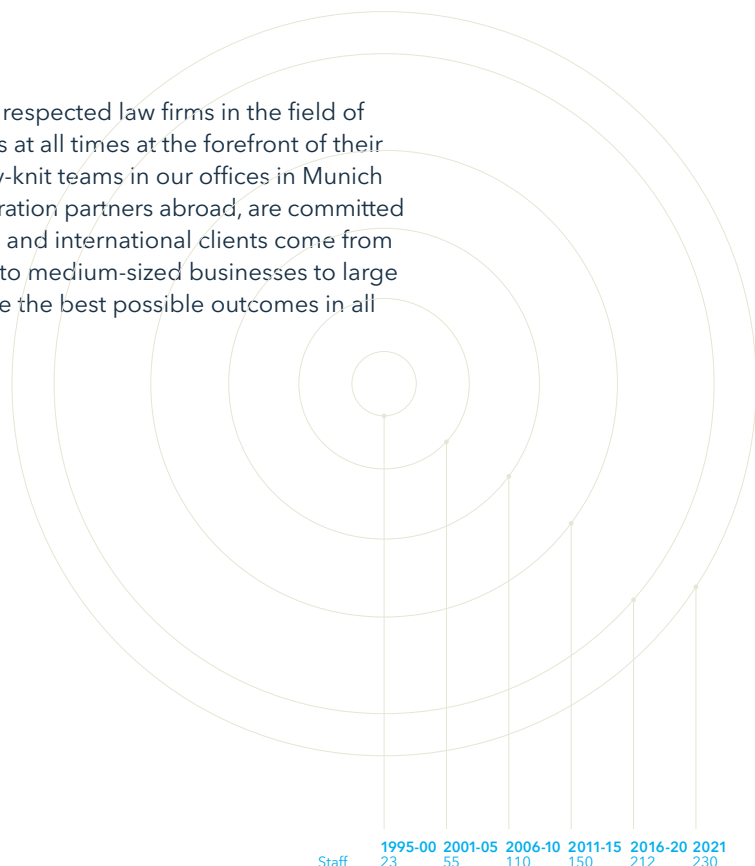 respected law firms in the field of
s at all times at the forefront of their
y-knit teams in our offices in Munich
ration partners abroad, are committed
and international clients come from
to medium-sized businesses to large
e the best possible outcomes in all
1995-00 2001-05 2006-10 2011-15 2016-20 2021
Staff 23 55 110 150 212 230